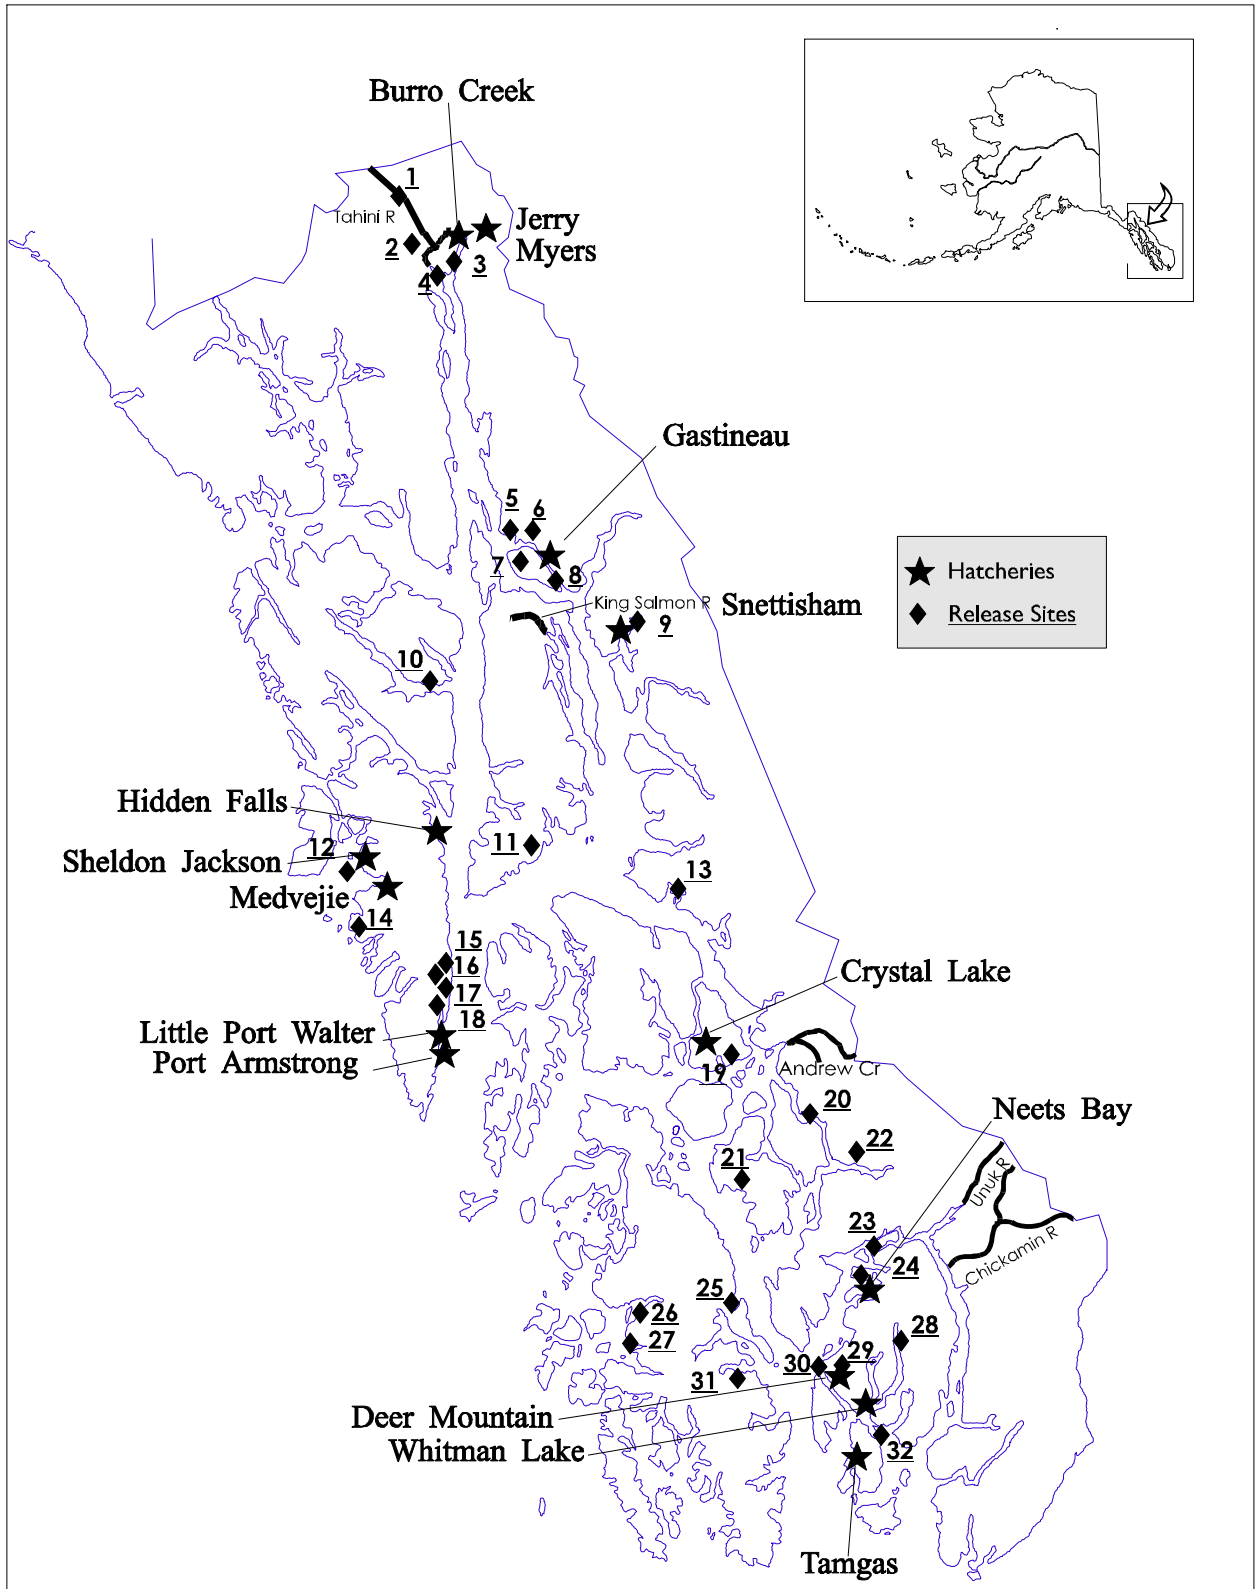 Burro Creek
1
Tahini R
Jerry
Myers
2
3
4
Gastineau
5
6
7
8
Hatcheries
Release Sites
King Salmon R
Snettisham
9
10
Hidden Falls
12
11
Sheldon Jackson
13
Medvejie
14
15
16
Crystal Lake
17
18
Little Port Walter
Port Armstrong
19
Andrew Cr
20
Neets Bay
22
21
Unuk R
23
Chickamin R
24
25
26
27
28
29
30
31
Deer Mountain
Whitman Lake
32
Tamgas